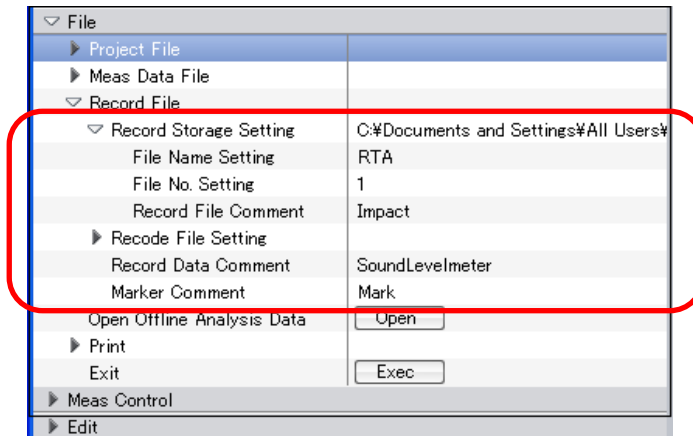 File
Project File
Meas Data File
Record File
Record Storage Setting C:¥Documents and Settings¥All Users¥
File Name Setting RTA
File No. Setting 1
Record File Comment Impact
Recode File Setting
Record Data Comment SoundLevelmeter
Marker Comment Mark
Open Offline Analysis Data Open
Print
Exit Exec
Meas Control
Edit